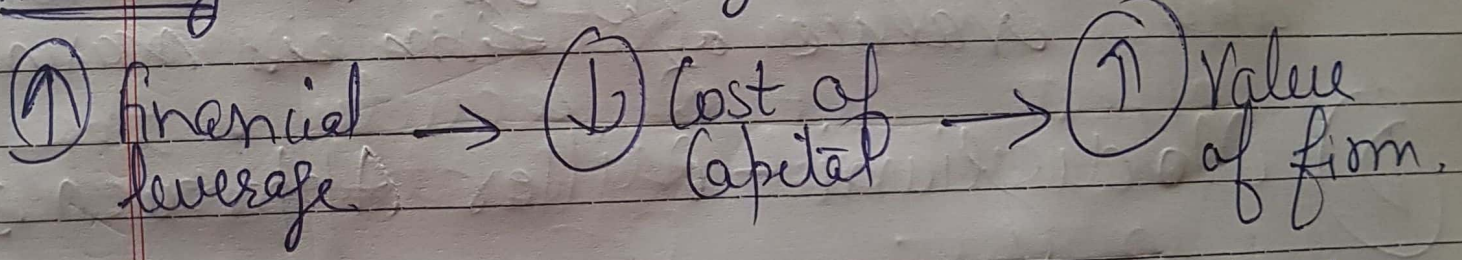 ↑ financial → ↓ Cost of → ↑ Value
leverage Capital of firm.